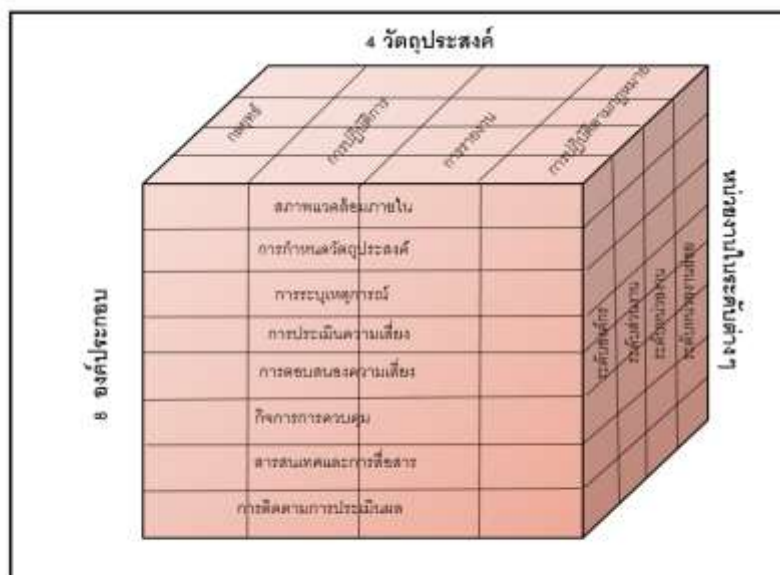 4 วัตถุประสงค์
กลยุทธ์
การปฏิบัติการ
การรายงาน
การปฏิบัติตามกฎหมาย
8 องค์ประกอบ
สภาพแวดล้อมภายใน
การกำหนดวัตถุประสงค์
การระบุเหตุการณ์
การประเมินความเสี่ยง
การตอบสนองความเสี่ยง
กิจการการควบคุม
สารสนเทศและการสื่อสาร
การติดตามการประเมินผล
ระดับองค์กร
ระดับส่วนงาน
ระดับหน่วยงาน
ระดับหน่วยงานย่อย
หน่วยงานในระดับต่างๆ